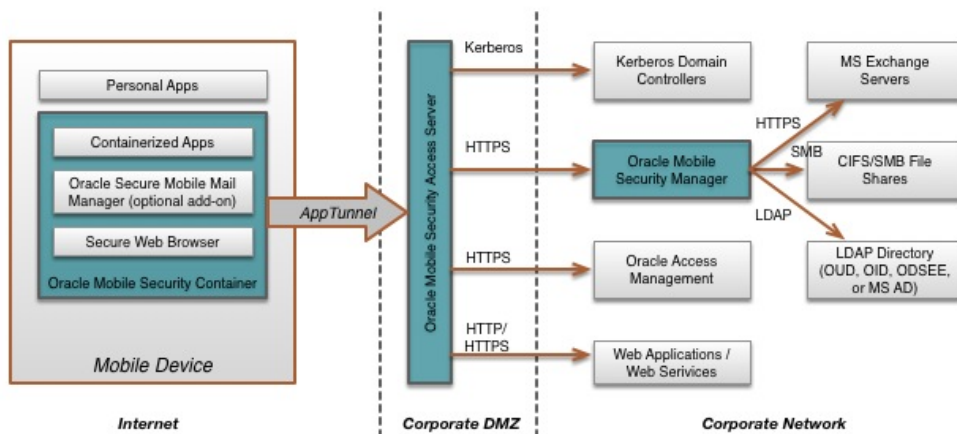 Personal Apps
Containerized Apps
Oracle Secure Mobile Mail
Manager (optional add-on)
Secure Web Browser
Oracle Mobile Security Container
Mobile Device
AppTunnel
Oracle Mobile Security Access Server
Kerberos
HTTPS
HTTPS
HTTP/
HTTPS
Kerberos Domain
Controllers
Oracle Mobile
Security Manager
Oracle Access
Management
Web Applications /
Web Serivices
HTTPS
SMB
LDAP
MS Exchange
Servers
CIFS/SMB File
Shares
LDAP Directory
(OUD, OID, ODSEE,
or MS AD)
Internet
Corporate DMZ
Corporate Network